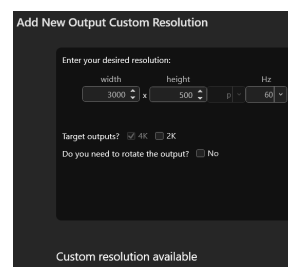 Add New Output Custom Resolution
Enter your desired resolution:
width height Hz
3000 x 500 p 60
Target outputs? 4K 2K
Do you need to rotate the output? No
Custom resolution available